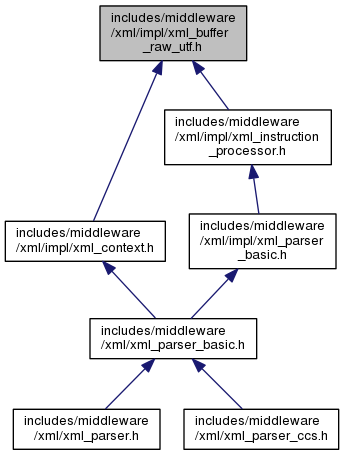 includes/middleware
/xml/impl/xml_buffer
_raw_utf.h
includes/middleware
/xml/impl/xml_instruction
_processor.h
includes/middleware
/xml/impl/xml_context.h
includes/middleware
/xml/impl/xml_parser
_basic.h
includes/middleware
/xml/xml_parser_basic.h
includes/middleware
/xml/xml_parser.h
includes/middleware
/xml/xml_parser_ccs.h